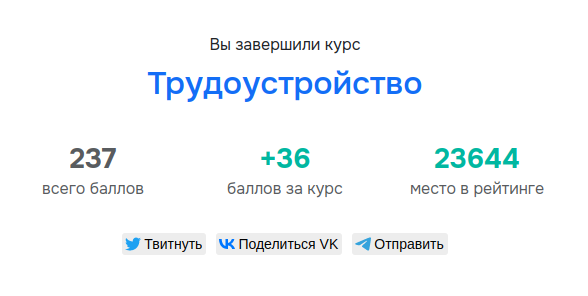 Вы завершили курс
Трудоустройство
237 +36 23644
всего баллов баллов за курс место в рейтинге
Твитнуть Поделиться VK Отправить